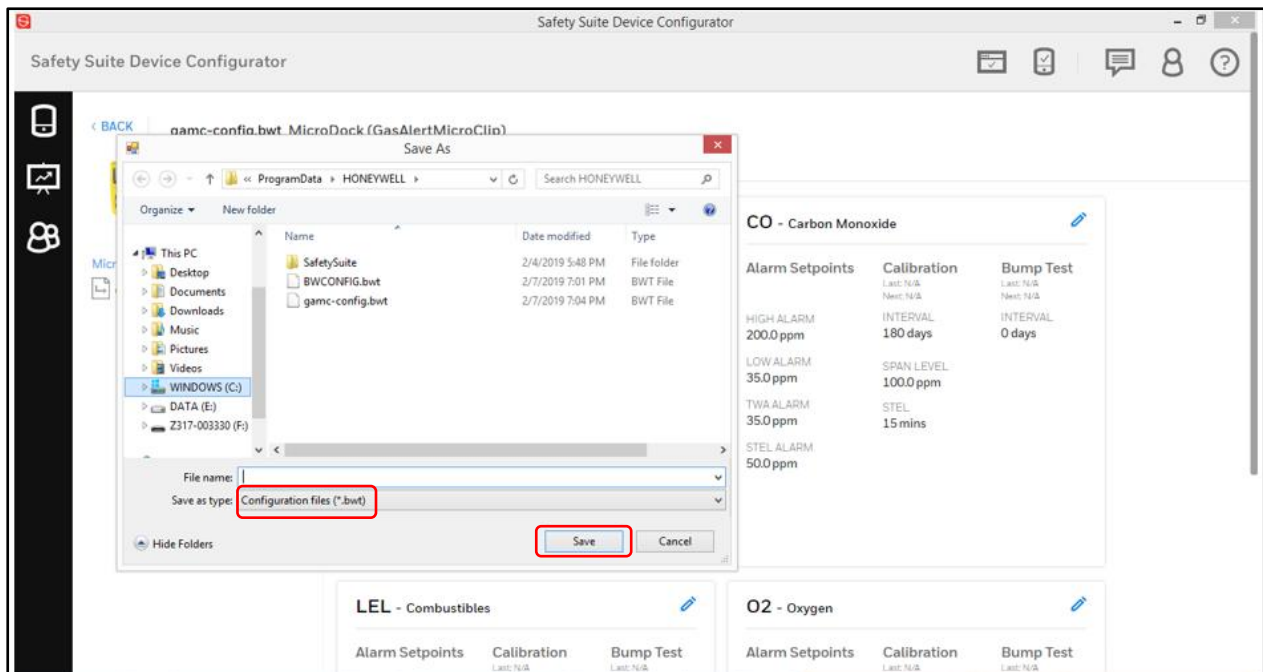 Safety Suite Device Configurator
Safety Suite Device Configurator
< BACK
gamc-config.bwt MicroDock (GasAlertMicroClip)
Save As
« ProgramData ▸ HONEYWELL ▸
Search HONEYWELL
Organize ▾ New folder
Name Date modified Type
This PC
Desktop
Documents
Downloads
Music
Pictures
Videos
WINDOWS (C:)
DATA (E:)
Z317-003330 (F:)
SafetySuite 2/4/2019 5:48 PM File folder
BWCONFIG.bwt 2/7/2019 7:01 PM BWT File
gamc-config.bwt 2/7/2019 7:04 PM BWT File
File name:
Save as type: Configuration files (*.bwt)
Hide Folders
Save Cancel
Micr
CO - Carbon Monoxide
Alarm Setpoints Calibration Bump Test
Last: N/A Last: N/A
Next: N/A Next: N/A
HIGH ALARM INTERVAL INTERVAL
200.0 ppm 180 days 0 days
LOW ALARM SPAN LEVEL
35.0 ppm 100.0 ppm
TWA ALARM STEL
35.0 ppm 15 mins
STEL ALARM
50.0 ppm
LEL - Combustibles
Alarm Setpoints Calibration Bump Test
Last: N/A Last: N/A
O2 - Oxygen
Alarm Setpoints Calibration Bump Test
Last: N/A Last: N/A